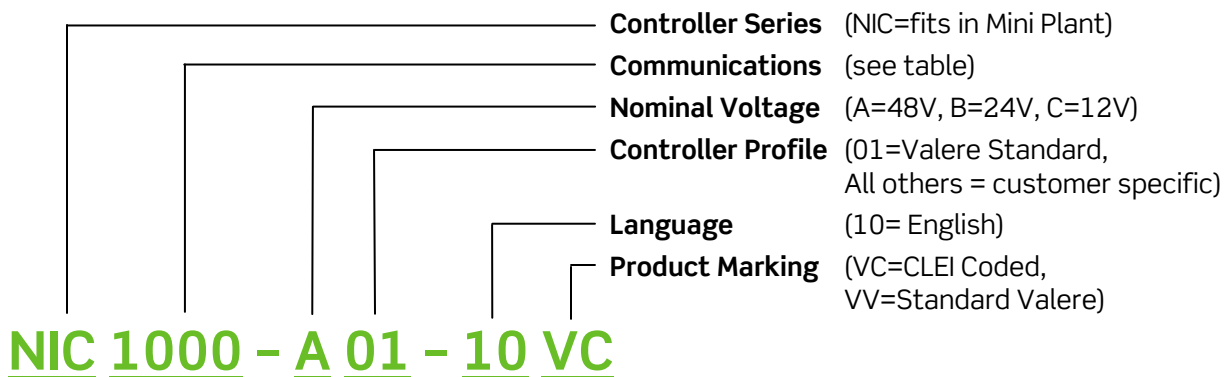 Controller Series (NIC=fits in Mini Plant)
Communications (see table)
Nominal Voltage (A=48V, B=24V, C=12V)
Controller Profile (01=Valere Standard,
All others = customer specific)
Language (10= English)
Product Marking (VC=CLEI Coded,
VV=Standard Valere)
NIC 1000 – A 01 – 10 VC